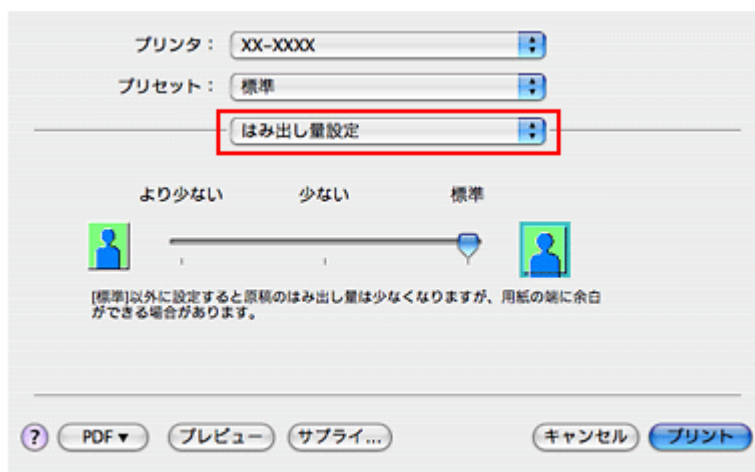 プリンタ： XX-XXXX
プリセット： 標準
はみ出し量設定
より少ない 少ない 標準
[標準]以外に設定すると原稿のはみ出し量は少なくなりますが、用紙の端に余白
ができる場合があります。
? PDF▼ プレビュー サプライ... キャンセル プリント